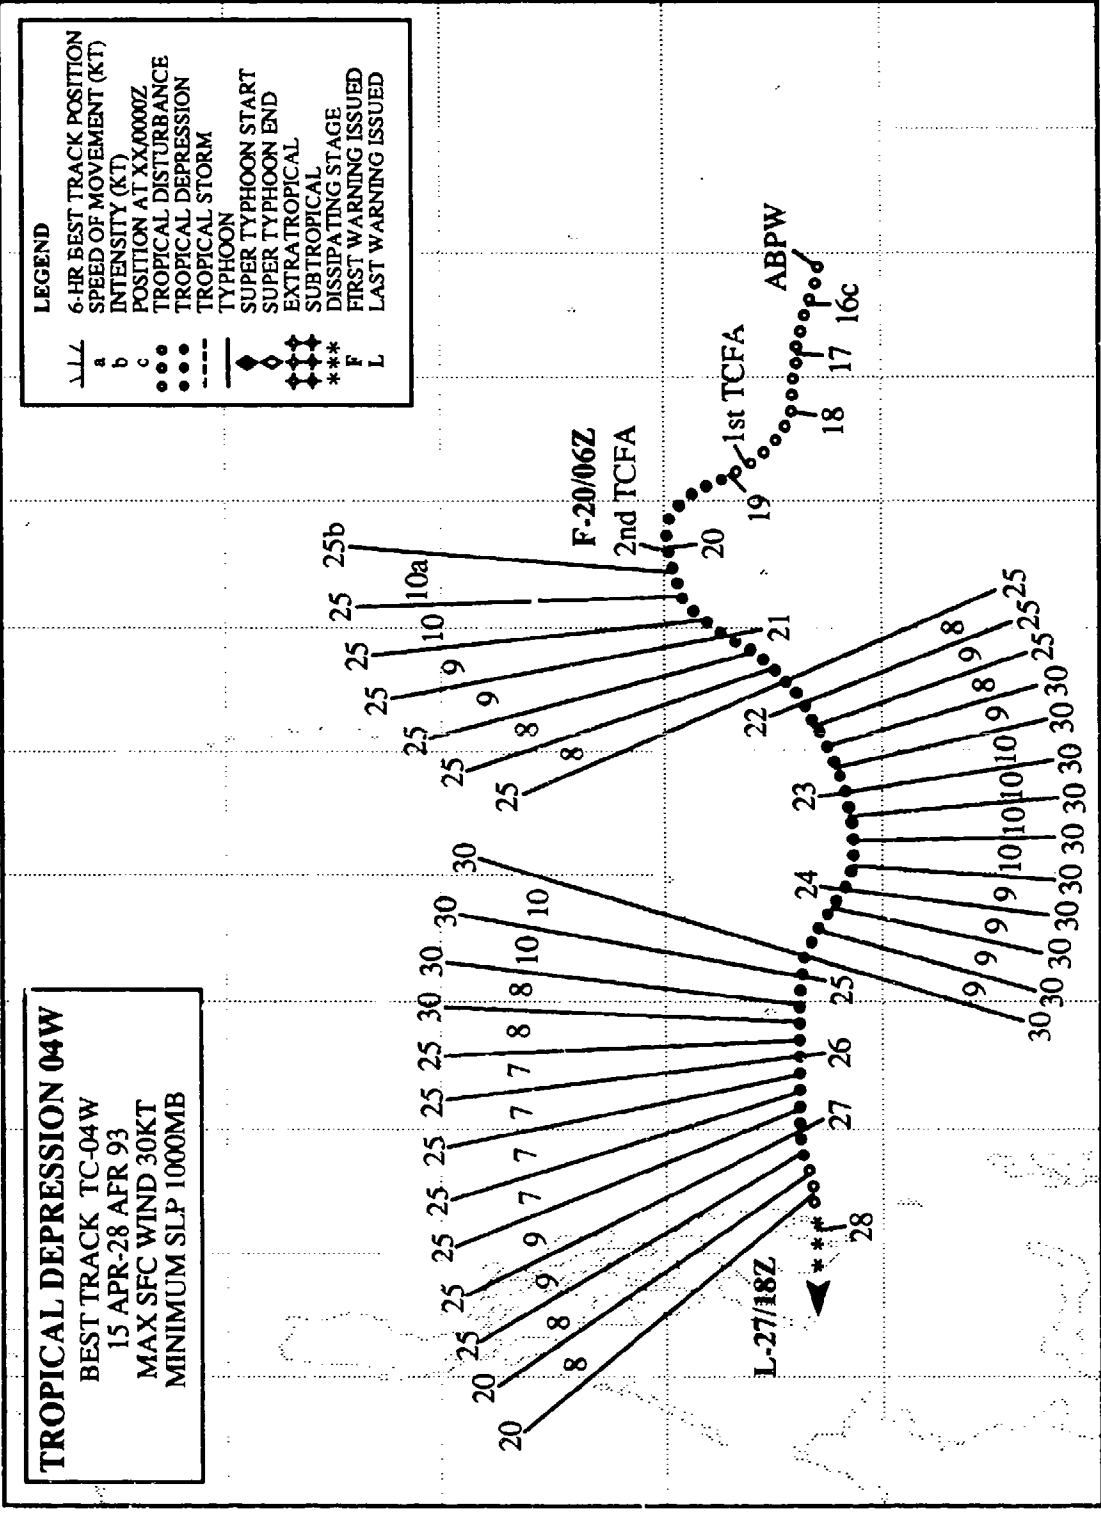 TROPICAL DEPRESSION 04W
BEST TRACK TC-04W
15 APR-28 AFR 93
MAX SFC WIND 30KT
MINIMUM SLP 1000MB
LEGEND
6-HR BEST TRACK POSITION
a SPEED OF MOVEMENT (KT)
b INTENSITY (KT)
c POSITION AT XX/0000Z
TROPICAL DISTURBANCE
TROPICAL DEPRESSION
TROPICAL STORM
TYPHOON
SUPER TYPHOON START
SUPER TYPHOON END
EXTRATROPICAL
SUBTROPICAL
*** DISSIPATING STAGE
F FIRST WARNING ISSUED
L LAST WARNING ISSUED
ABPW
16c
17
18
1st TCFA
19
F-20/06Z
2nd TCFA
20
25b
10a
25
10
25
9
25
9
25
8
25
8
25
21
22
25
8
25
9
25
8
30
9
30
10
30
10
30
10
30
10
30
9
30
9
30
9
30
9
30
23
24
30
10
30
10
30
8
30
8
25
7
25
7
25
7
25
7
25
9
25
9
25
8
20
8
20
25
26
27
28
L-27/18Z